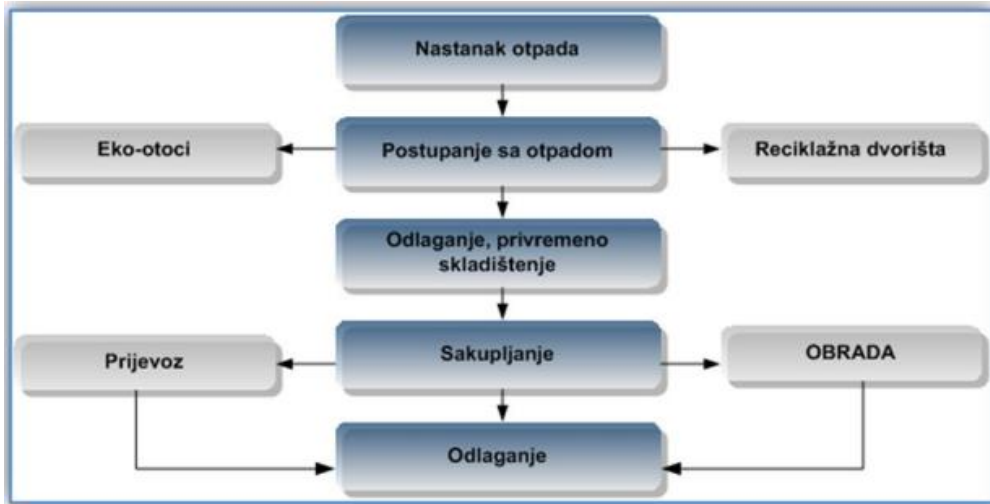 Nastanak otpada
Eko-otoci
Postupanje sa otpadom
Reciklažna dvorišta
Odlaganje, privremeno
skladištenje
Prijevoz
Sakupljanje
OBRADA
Odlaganje